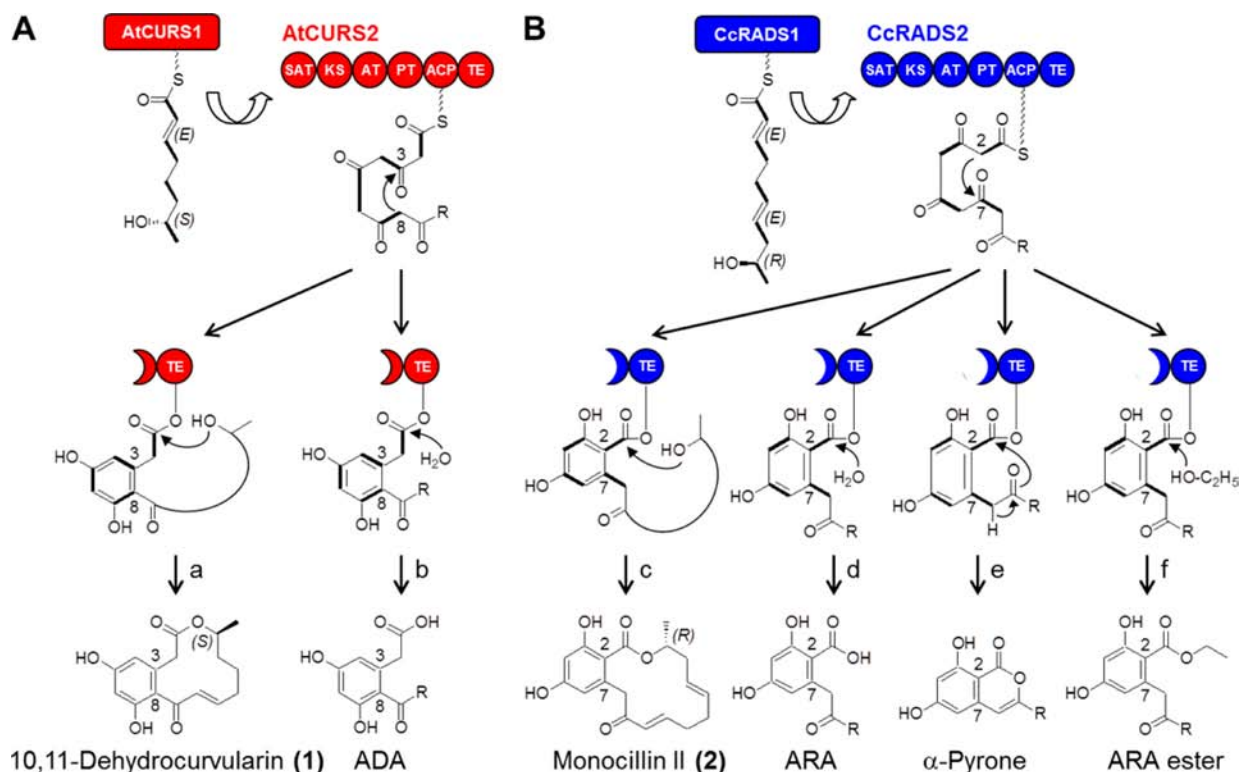 A
AtCURS1
AtCURS2
SAT KS AT PT ACP TE
S
O
(E)
HO
(S)
O
S
O
3
O
O
8
O
R
B
CcRADS1
CcRADS2
SAT KS AT PT ACP TE
S
O
(E)
(E)
HO
(R)
O
2
O
S
O
O
7
O
R
TE
O
O
HO
3
HO
8
OH
O
TE
O
O
H₂O
3
HO
8
R
OH
O
TE
OH
O
2
O
HO
HO
7
O
TE
OH
O
2
O
H₂O
HO
7
O
R
TE
OH
O
2
O
O
HO
7
H
R
TE
OH
O
2
O
HO-C₂H₅
HO
7
O
R
a
b
c
d
e
f
O
O
(S)
3
HO
8
OH
O
O
OH
3
HO
8
R
OH
O
OH
O
(R)
2
O
HO
7
O
OH
O
2
OH
HO
7
O
R
OH
O
2
O
HO
7
R
OH
O
2
O
HO
7
O
R
10,11-Dehydrocurvularin (1)
ADA
Monocillin II (2)
ARA
α-Pyrone
ARA ester